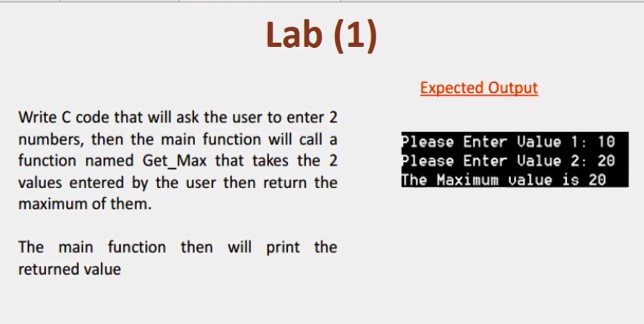 Lab (1)
Expected Output
Write C code that will ask the user to enter 2
numbers, then the main function will call a
function named Get_Max that takes the 2
values entered by the user then return the
maximum of them.
The main function then will print the
returned value
Please Enter Value 1: 10
Please Enter Value 2: 20
The Maximum value is 20